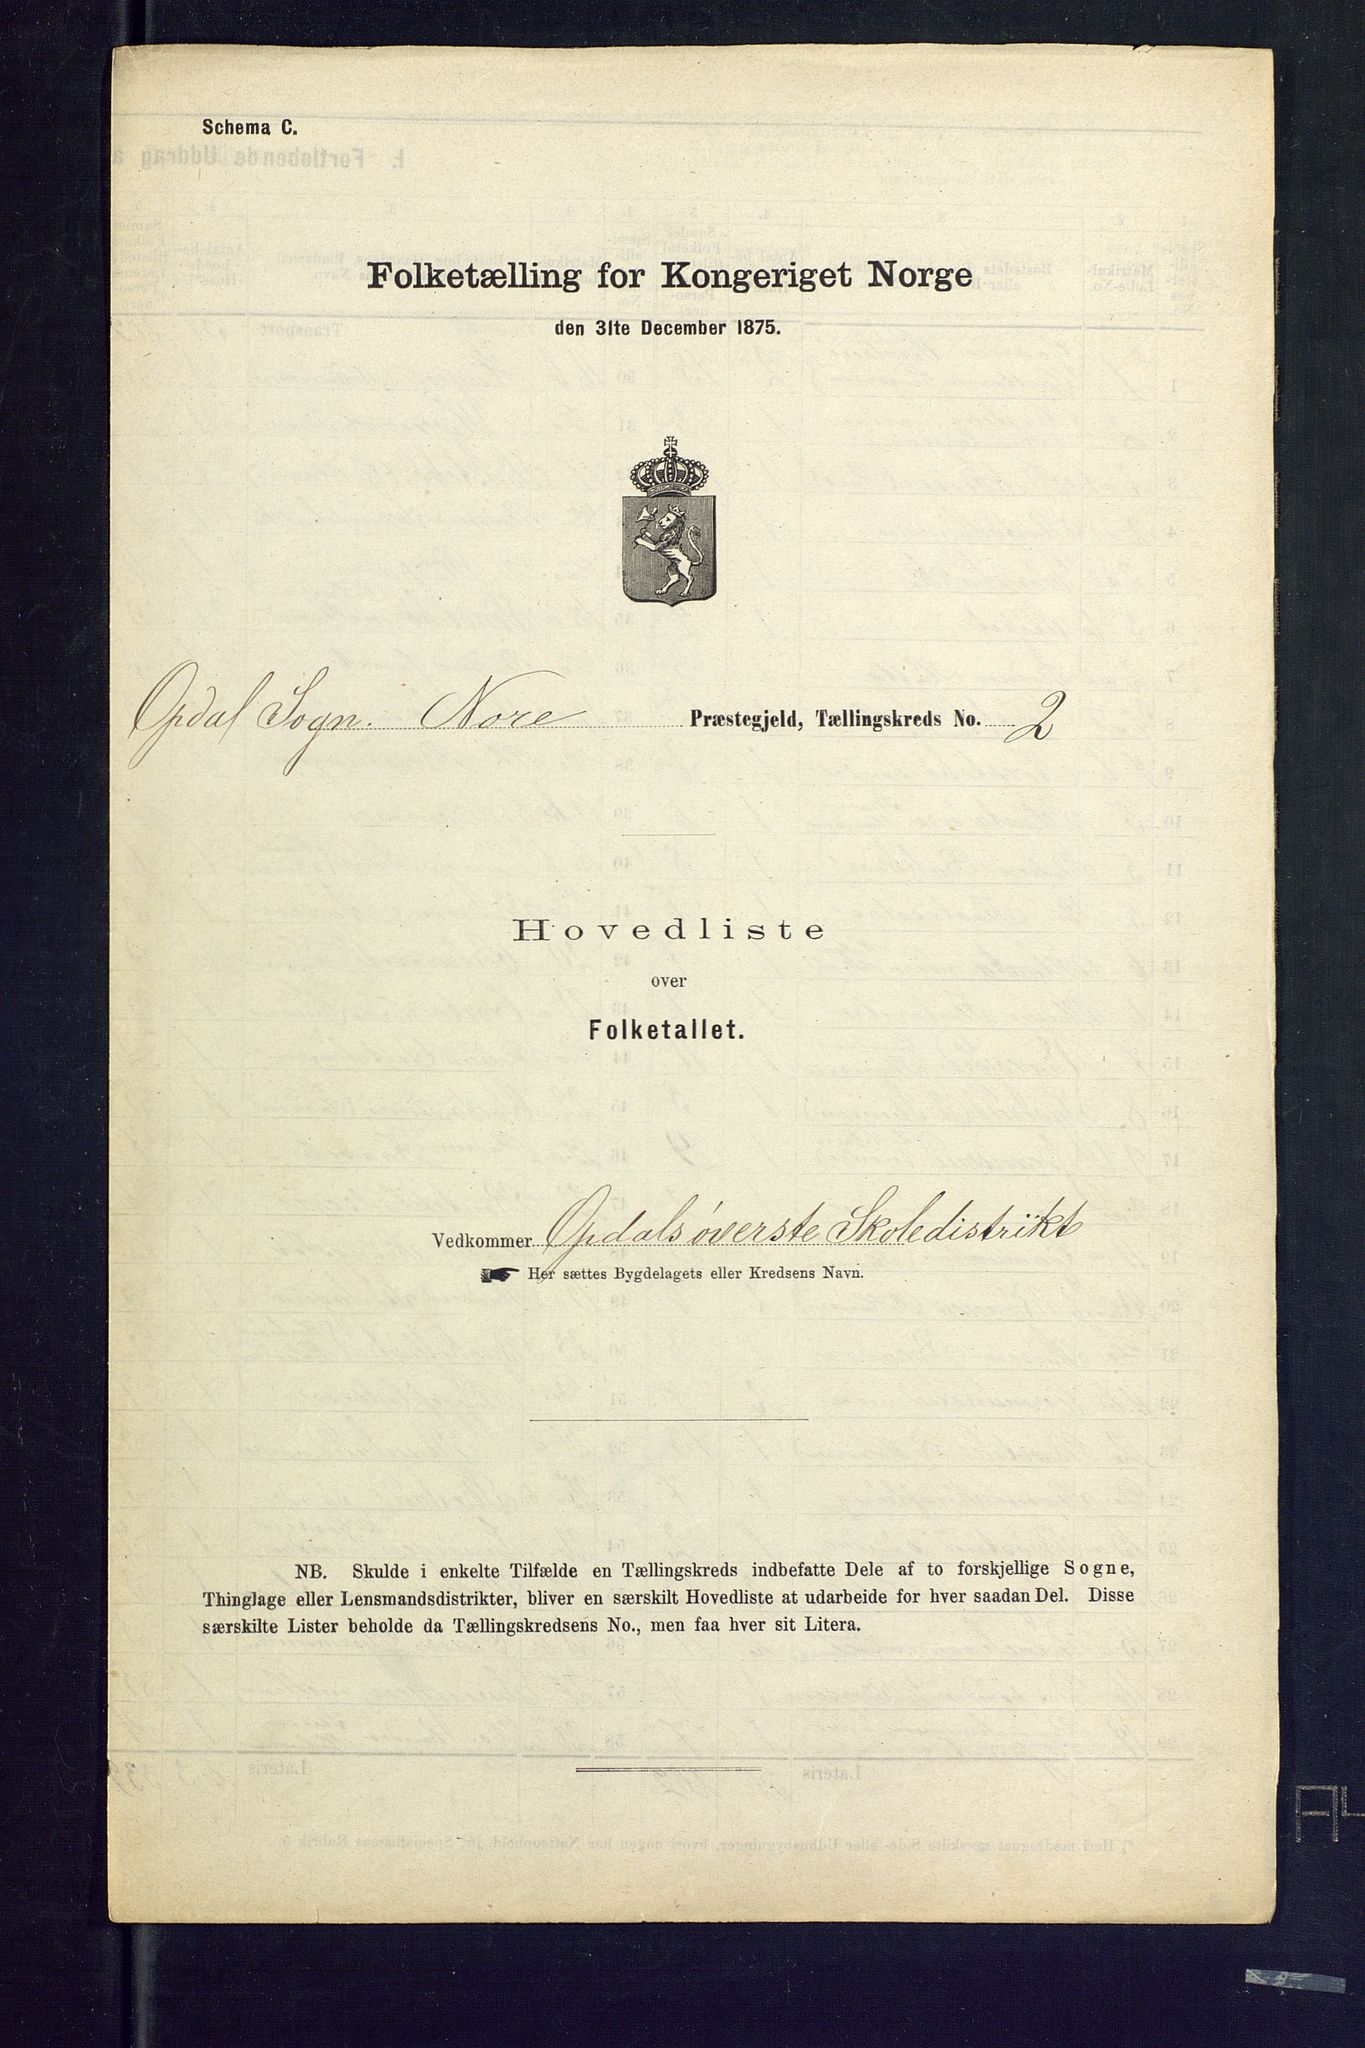 Schema C.
Folketælling for Kongeriget Norge
den 31te December 1875.
Opdal Sogn. Nore Præstegjeld, Tællingskreds No. 2
Hovedliste
over
Folketallet.
Vedkommer Opdals øverste Skoledistrikt
Her sættes Bygdelagets eller Kredsens Navn.
NB. Skulde i enkelte Tilfælde en Tællingskreds indbefatte Dele af to forskjellige Sogne,
Thinglage eller Lensmandsdistrikter, bliver en særskilt Hovedliste at udarbeide for hver saadan Del. Disse
særskilte Lister beholde da Tællingskredsens No., men faa hver sit Litera.